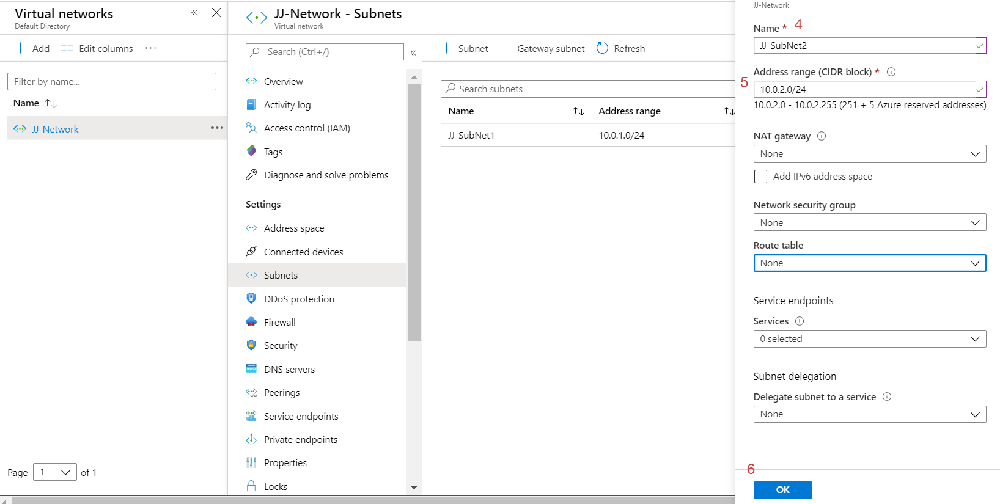 Virtual networks
Default Directory
Add
Edit columns
Filter by name...
Name
JJ-Network
Page 1 of 1
JJ-Network - Subnets
Virtual network
Search (Ctrl+/)
Overview
Activity log
Access control (IAM)
Tags
Diagnose and solve problems
Settings
Address space
Connected devices
Subnets
DDoS protection
Firewall
Security
DNS servers
Peerings
Service endpoints
Private endpoints
Properties
Locks
Subnet
Gateway subnet
Refresh
Search subnets
Name Address range
JJ-SubNet1 10.0.1.0/24
JJ-Network
Name * 4
JJ-SubNet2
Address range (CIDR block) *
5
10.0.2.0/24
10.0.2.0 - 10.0.2.255 (251 + 5 Azure reserved addresses)
NAT gateway
None
Add IPv6 address space
Network security group
None
Route table
None
Service endpoints
Services
0 selected
Subnet delegation
Delegate subnet to a service
None
6
OK